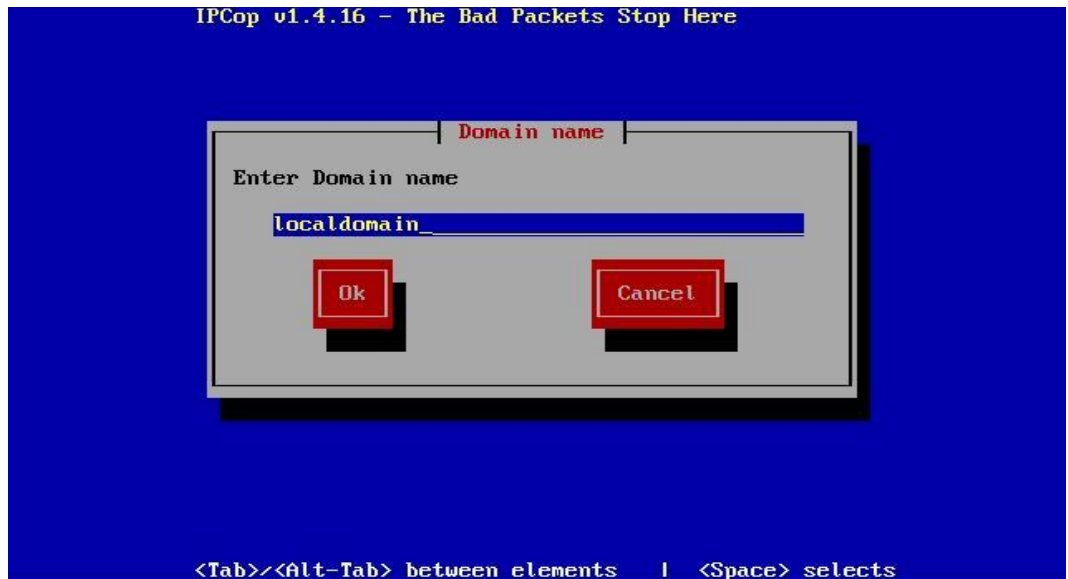 IPCop v1.4.16 - The Bad Packets Stop Here
Domain name
Enter Domain name
localdomain_
Ok
Cancel
<Tab>/<Alt-Tab> between elements | <Space> selects